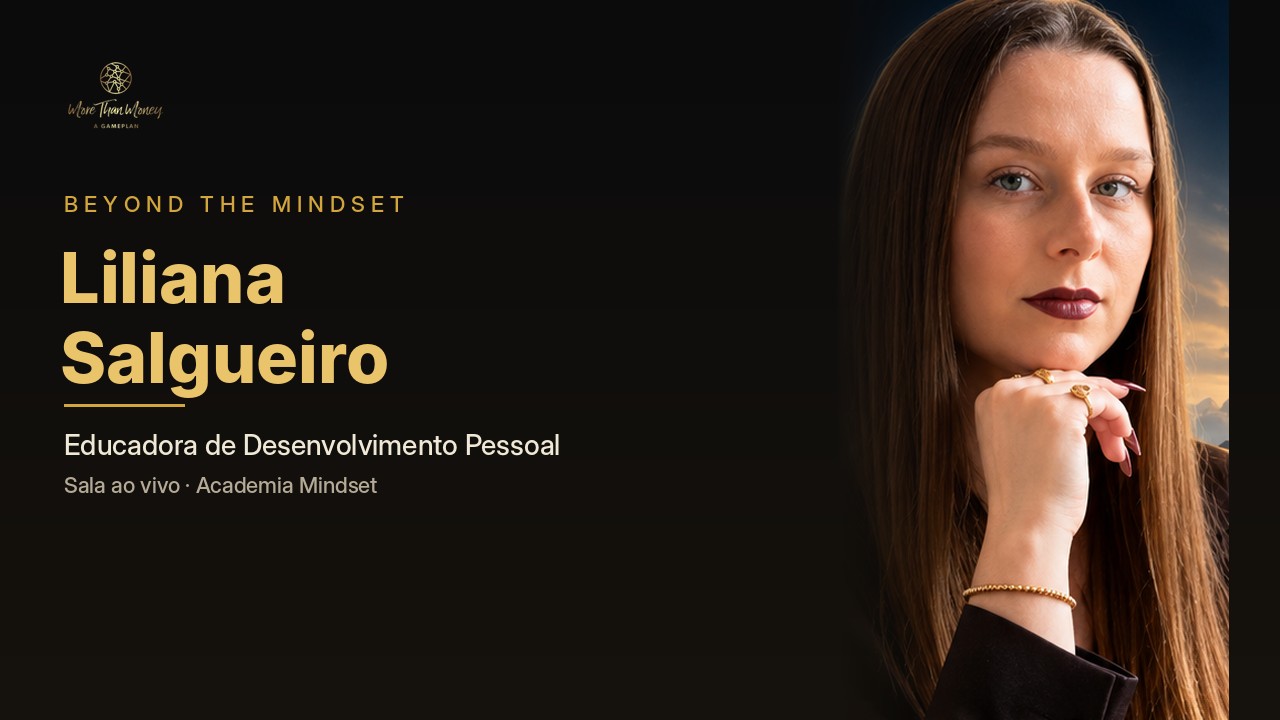 More Than Money
A GAMEPLAN
BEYOND THE MINDSET
Liliana
Salgueiro
Educadora de Desenvolvimento Pessoal
Sala ao vivo · Academia Mindset